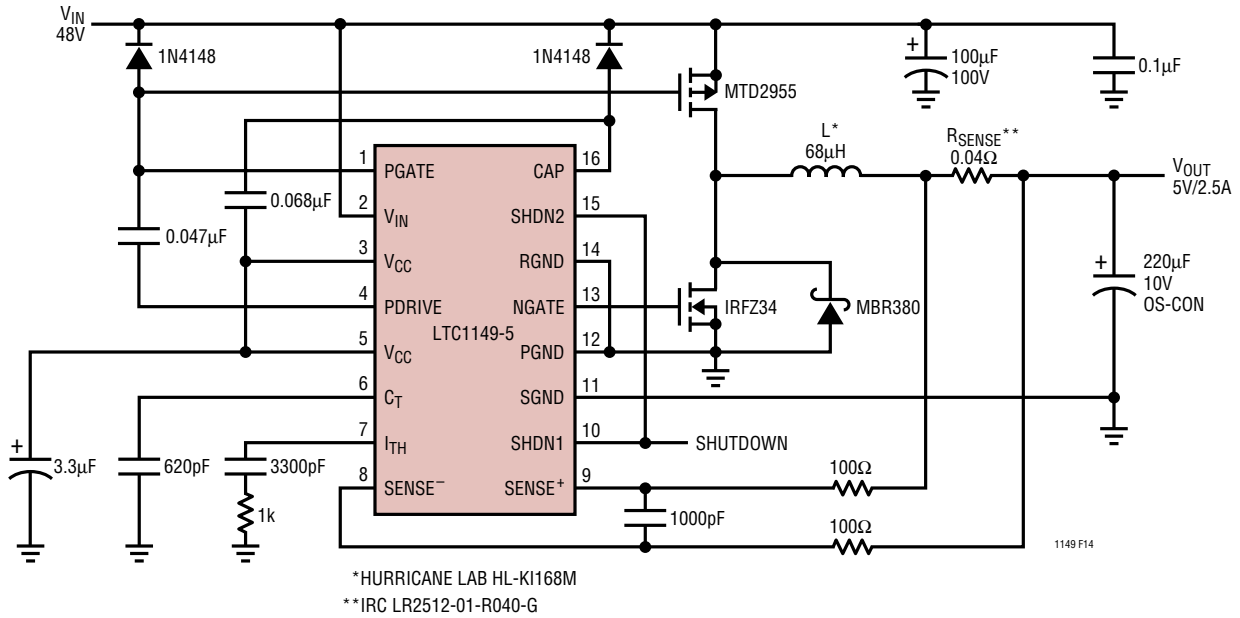 VIN
48V
1N4148
1N4148
MTD2955
+
100µF
100V
0.1µF
L*
68µH
RSENSE**
0.04Ω
VOUT
5V/2.5A
1
PGATE
CAP
16
0.068µF
2
VIN
SHDN2
15
0.047µF
3
VCC
RGND
14
4
PDRIVE
NGATE
13
IRFZ34
MBR380
+
220µF
10V
OS-CON
LTC1149-5
5
VCC
PGND
12
6
CT
SGND
11
7
ITH
SHDN1
10
SHUTDOWN
+
3.3µF
620pF
3300pF
8
SENSE−
SENSE+
9
100Ω
1k
1000pF
100Ω
1149 F14
*HURRICANE LAB HL-KI168M
**IRC LR2512-01-R040-G